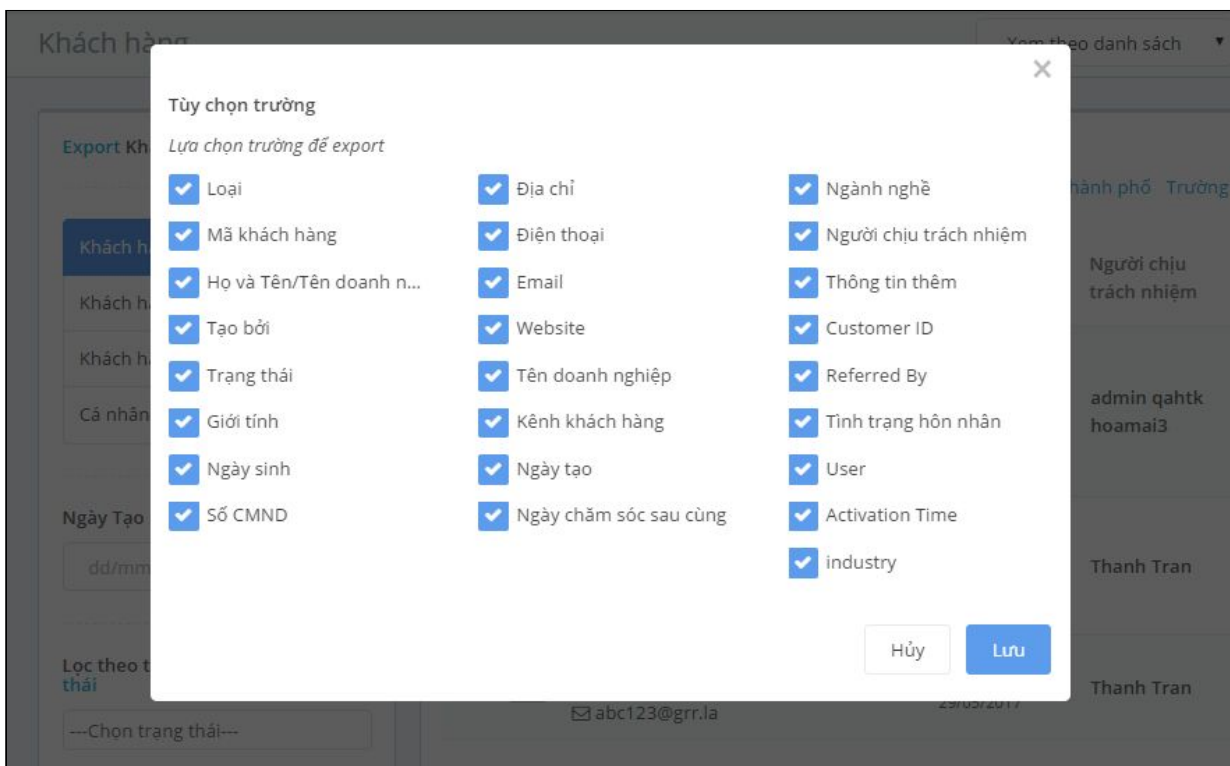 Khách hàng
Xem theo danh sách
Tùy chọn trường
Lựa chọn trường để export
Loại
Mã khách hàng
Họ và Tên/Tên doanh n...
Tạo bởi
Trạng thái
Giới tính
Ngày sinh
Số CMND
Địa chỉ
Điện thoại
Email
Website
Tên doanh nghiệp
Kênh khách hàng
Ngày tạo
Ngày chăm sóc sau cùng
Ngành nghề
Người chịu trách nhiệm
Thông tin thêm
Customer ID
Referred By
Tình trạng hôn nhân
User
Activation Time
industry
Hủy
Lưu
Export Kh
Khách h
Khách h
Khách h
Cá nhân
Ngày Tạo
dd/mm
Lọc theo t
thái
---Chọn trạng thái---
hành phố Trường
Người chịu
trách nhiệm
admin qahtk
hoamai3
Thanh Tran
Thanh Tran
abc123@grr.la
29/05/2017